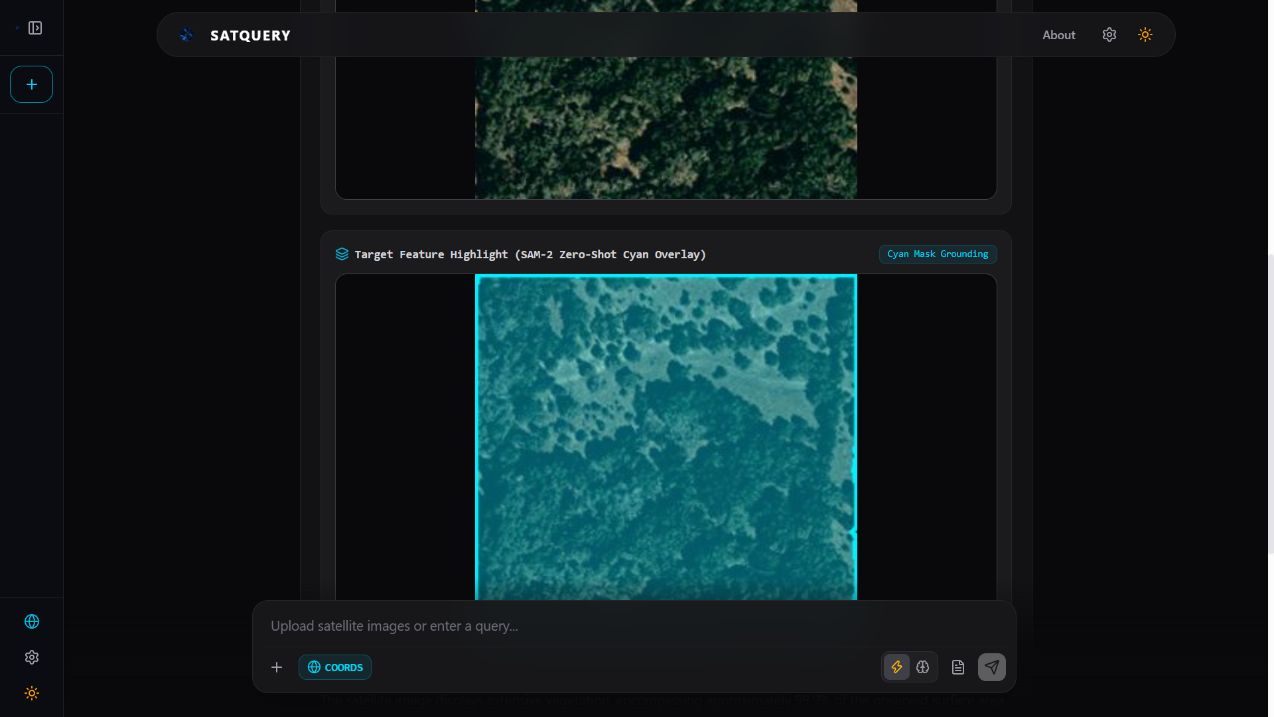 SATQUERY
About
Target Feature Highlight (SAM-2 Zero-Shot Cyan Overlay)
Cyan Mask Grounding
Upload satellite images or enter a query...
COORDS